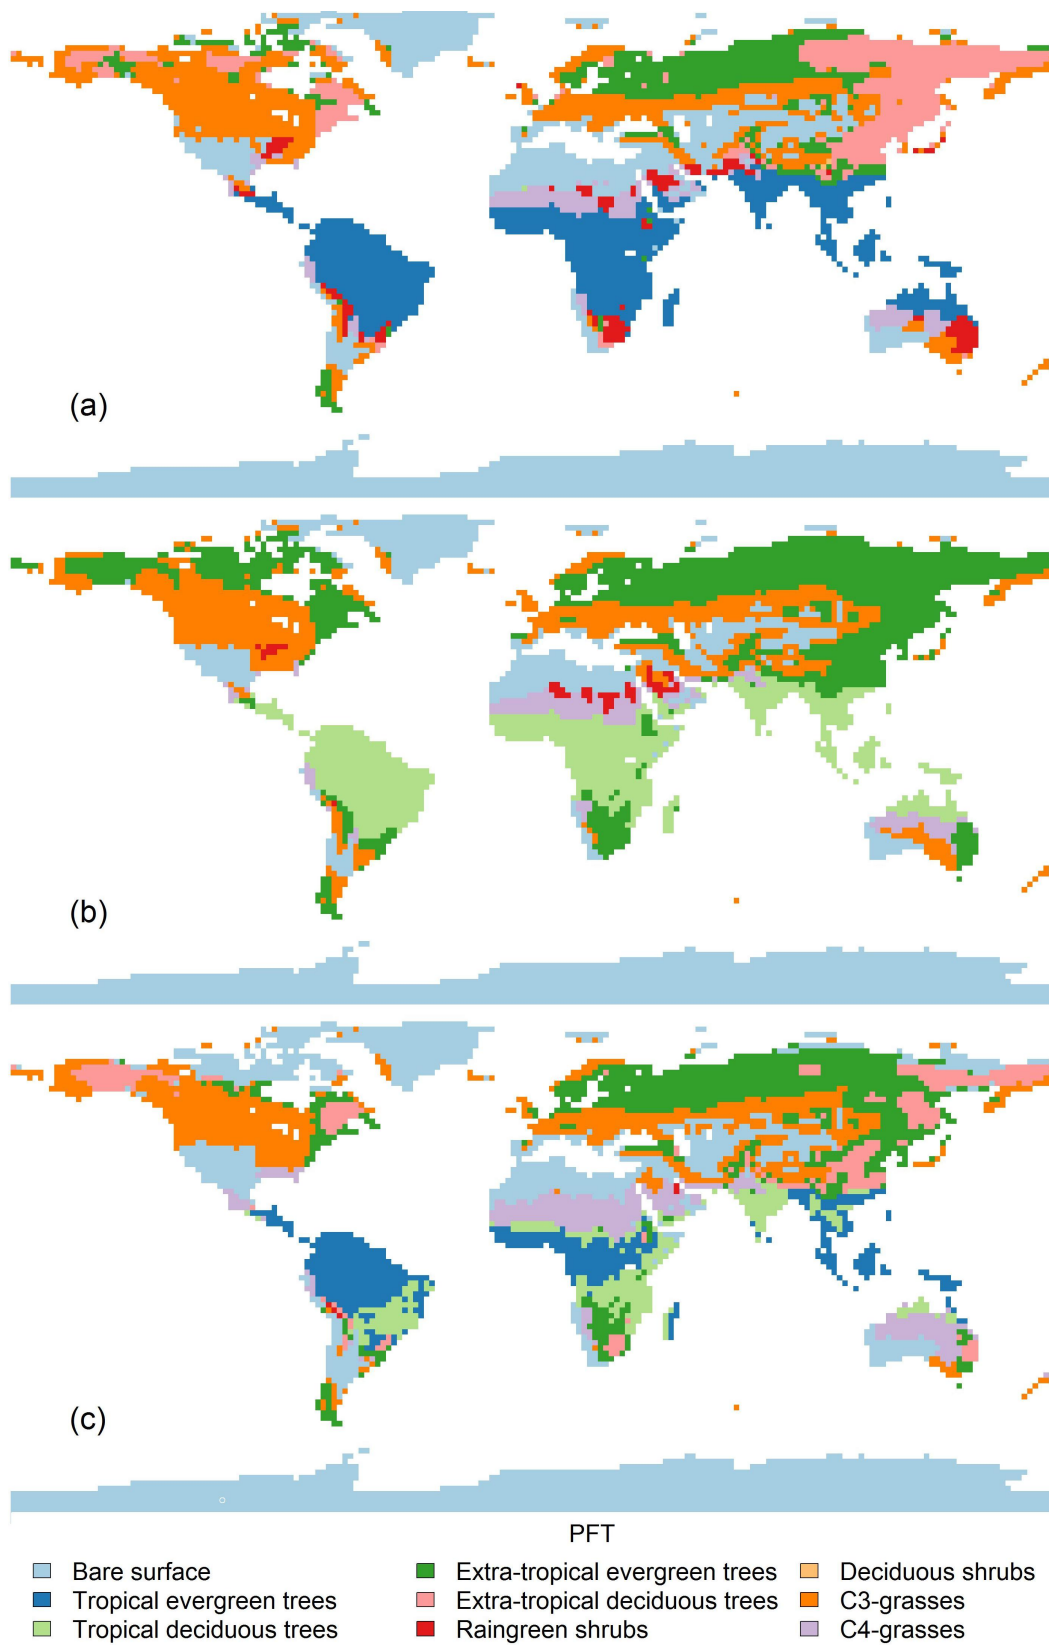 (a)
(b)
(c)
PFT
Bare surface
Extra-tropical evergreen trees
Deciduous shrubs
Tropical evergreen trees
Extra-tropical deciduous trees
C3-grasses
Tropical deciduous trees
Raingreen shrubs
C4-grasses